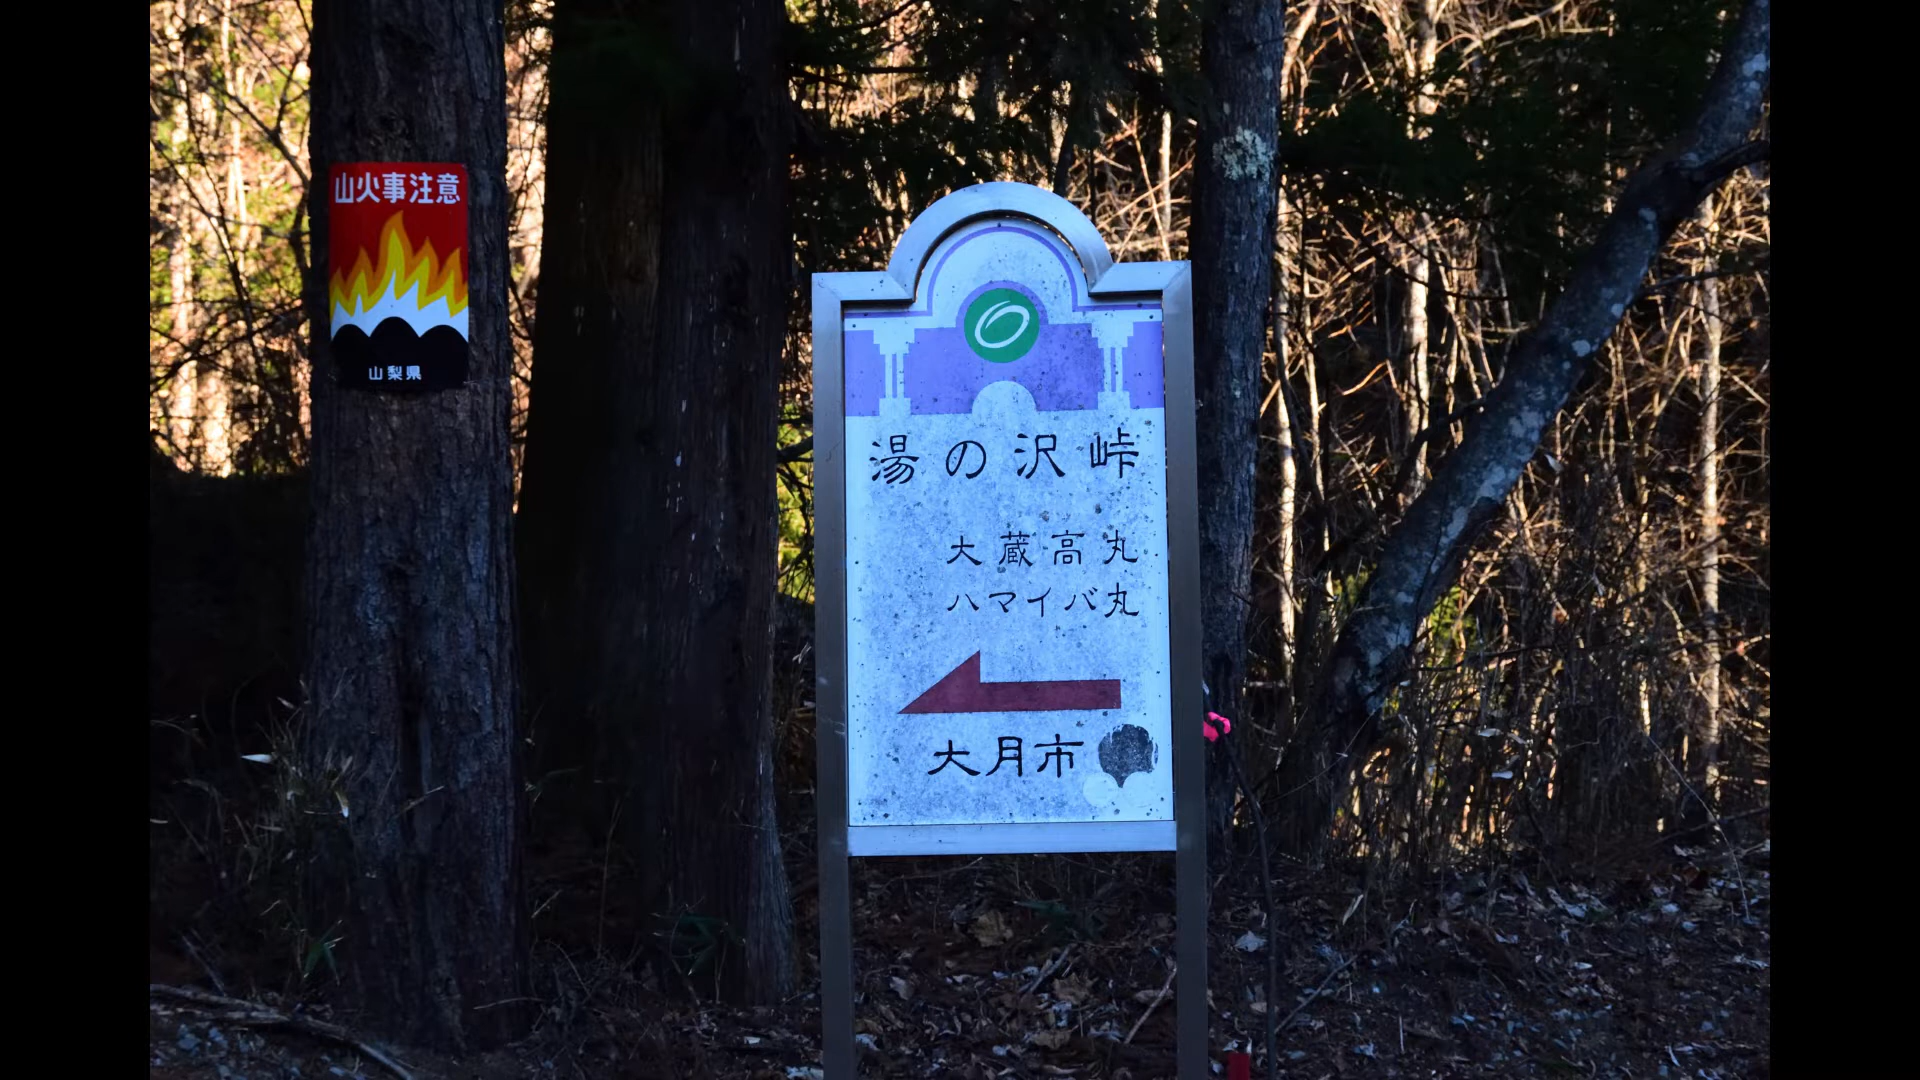 山火事注意
山梨県
湯の沢峠
大蔵高丸
ハマイバ丸
大月市